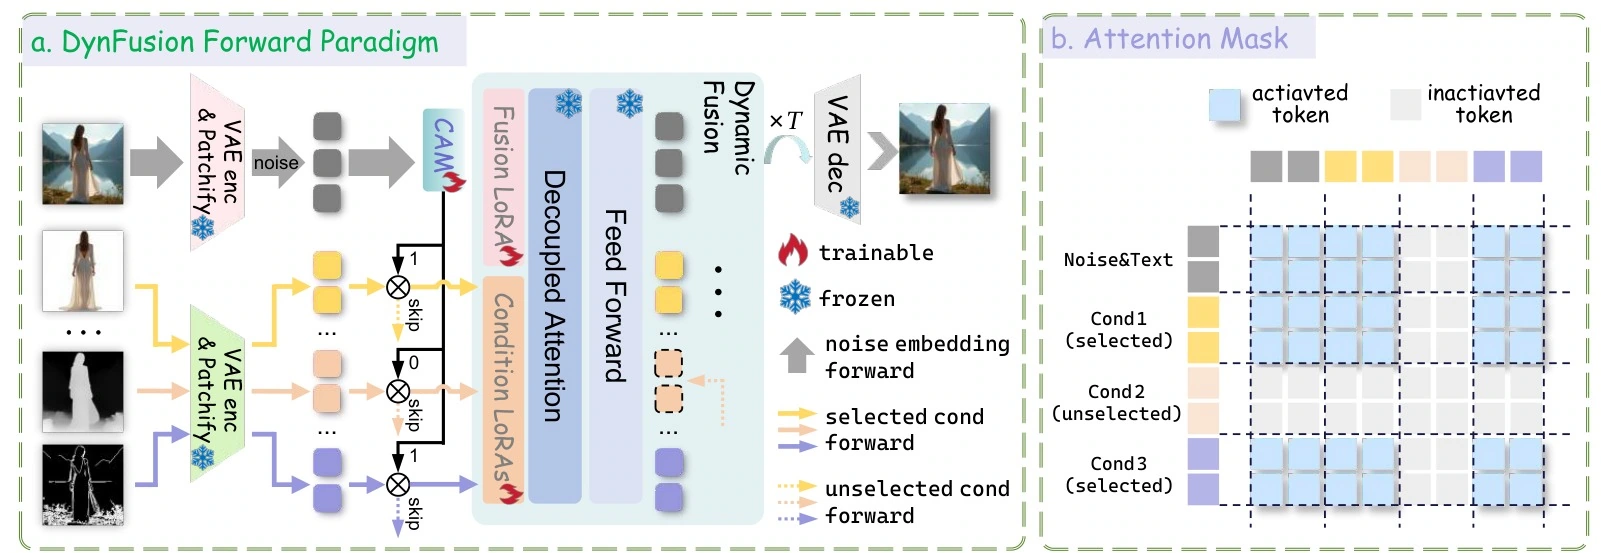 a. DynFusion Forward Paradigm
VAE enc
& Patchify
noise
CAM
Fusion LoRA
Decoupled Attention
Feed Forward
Dynamic
Fusion
×T
VAE dec
...
VAE enc
& Patchify
...
...
1
skip
0
skip
1
skip
Condition LoRAs
...
...
...
trainable
frozen
noise embedding
forward
selected cond
forward
unselected cond
forward
b. Attention Mask
actiavted
token
inactiavted
token
Noise&Text
Cond1
(selected)
Cond2
(unselected)
Cond3
(selected)